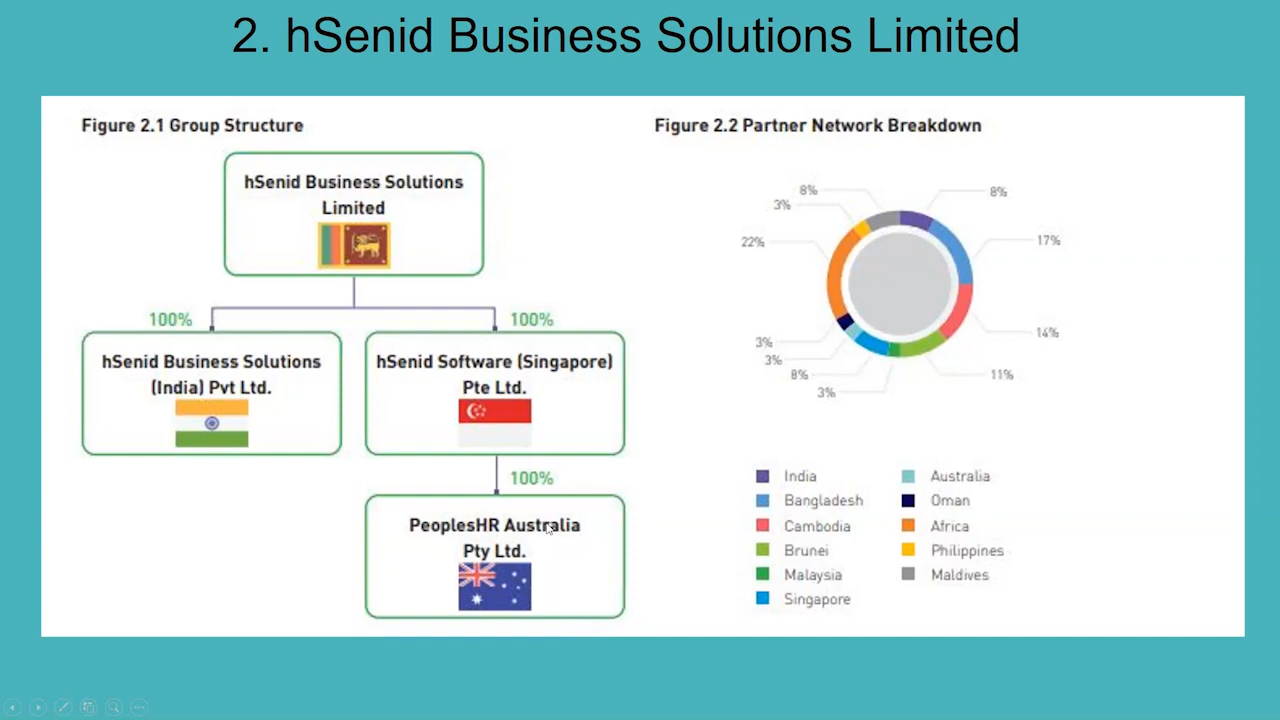 2. hSenid Business Solutions Limited
Figure 2.1 Group Structure
hSenid Business Solutions
Limited
100%
100%
hSenid Business Solutions
(India) Pvt Ltd.
hSenid Software (Singapore)
Pte Ltd.
100%
PeoplesHR Australia
Pty Ltd.
Figure 2.2 Partner Network Breakdown
8%
8%
3%
22%
17%
14%
3%
3%
8%
11%
3%
India
Bangladesh
Cambodia
Brunei
Malaysia
Singapore
Australia
Oman
Africa
Philippines
Maldives